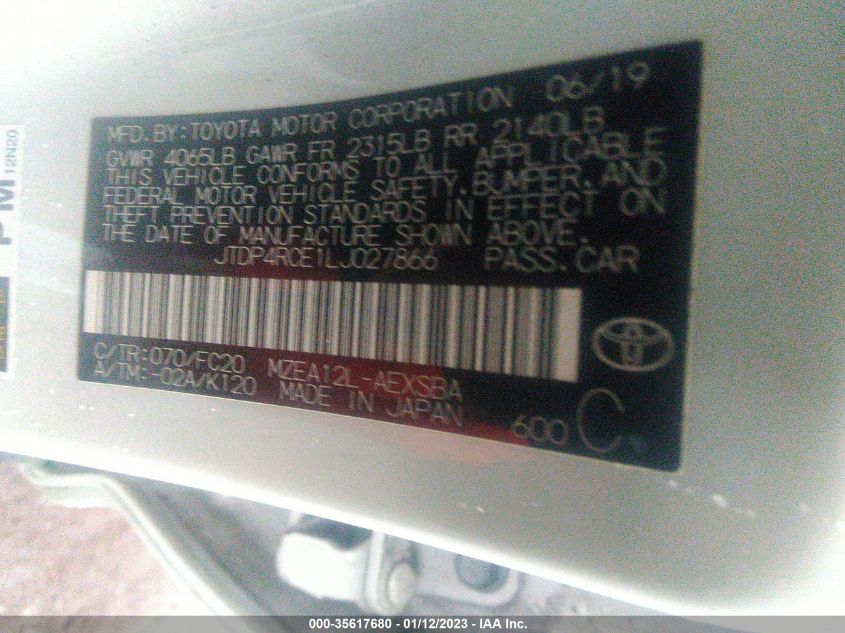 MFD. BY: TOYOTA MOTOR CORPORATION 06/19
GVWR 4065LB GAWR FR 2315LB RR 2140LB
THIS VEHICLE CONFORMS TO ALL APPLICABLE
FEDERAL MOTOR VEHICLE SAFETY, BUMPER, AND
THEFT PREVENTION STANDARDS IN EFFECT ON
THE DATE OF MANUFACTURE SHOWN ABOVE.
JTDP4RCE1LJ027866 PASS. CAR
C/TR: 070/FC20 MZEA12L-AEXSBA
A/TM: -02A/K120 MADE IN JAPAN
600 C
PM
12N20
000-35617680 - 01/12/2023 - IAA Inc.